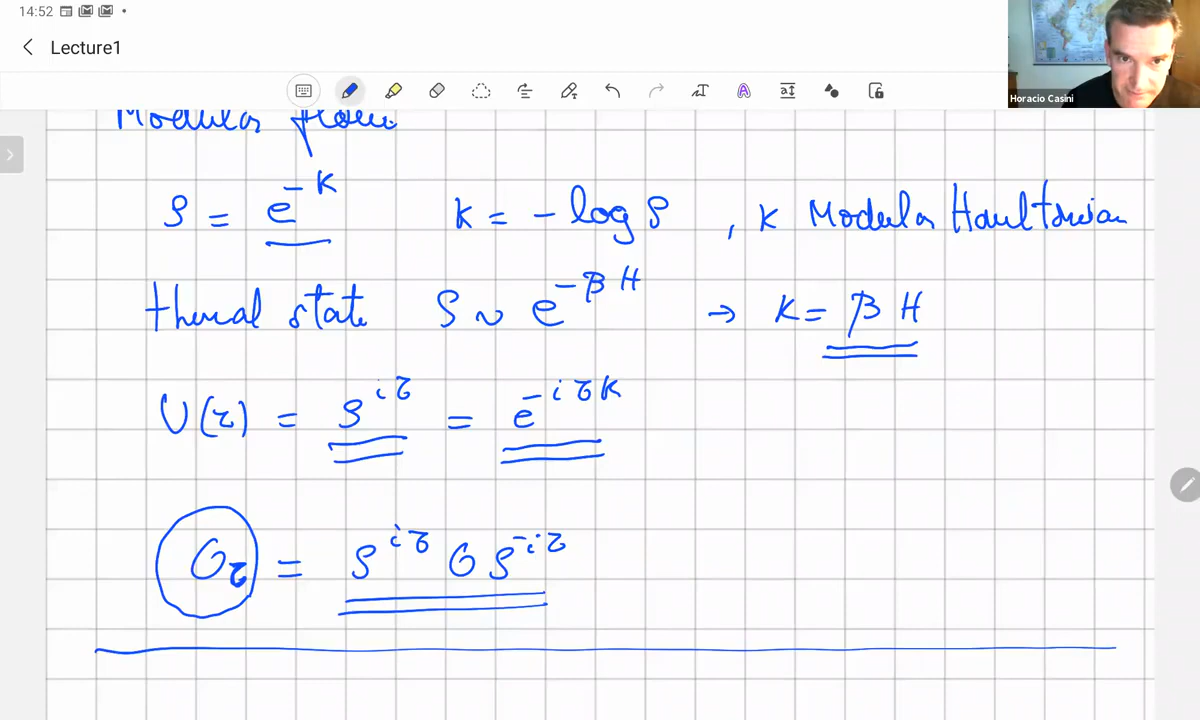 14:52
Lecture1
Horacio Casini
Modular flow
ρ = e^{-K} K = - log ρ , K Modular Hamiltonian
thermal state ρ ~ e^{-βH} → K = βH
U(τ) = ρ^{iτ} = e^{-iτK}
O_τ = ρ^{iτ} O ρ^{-iτ}